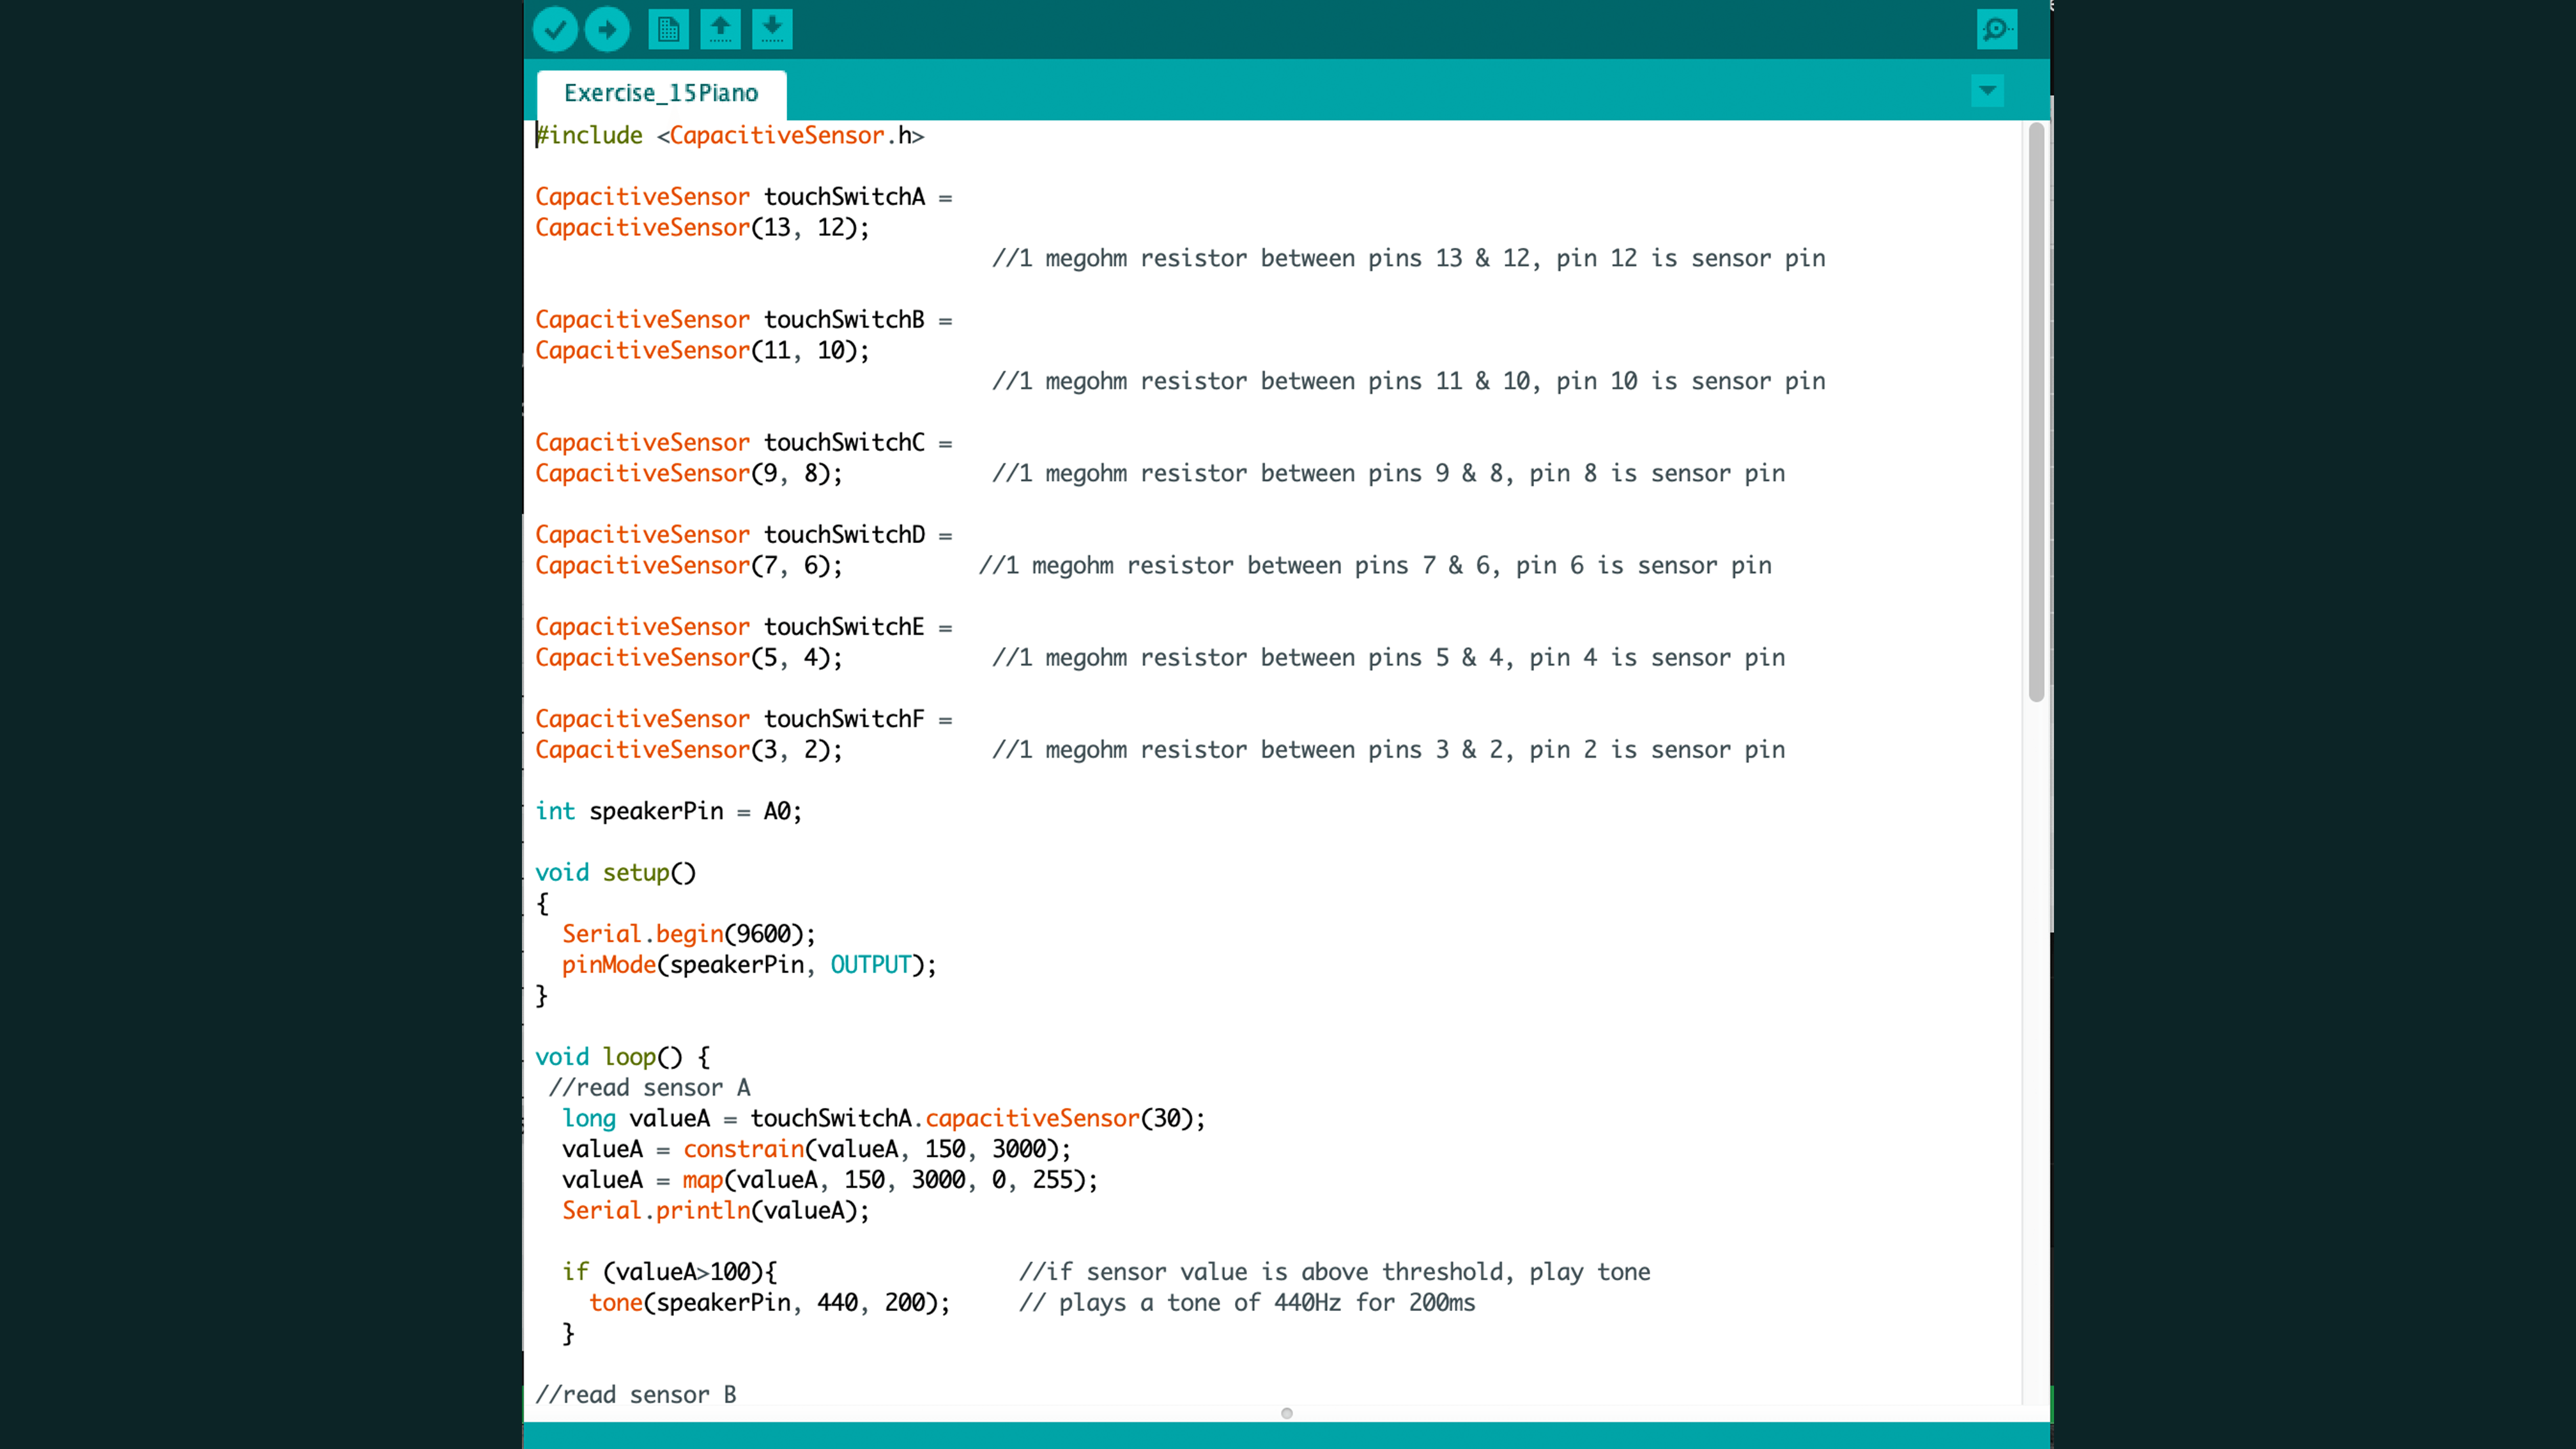 Exercise_15Piano
#include <CapacitiveSensor.h>
CapacitiveSensor touchSwitchA =
CapacitiveSensor(13, 12);
//1 megohm resistor between pins 13 & 12, pin 12 is sensor pin
CapacitiveSensor touchSwitchB =
CapacitiveSensor(11, 10);
//1 megohm resistor between pins 11 & 10, pin 10 is sensor pin
CapacitiveSensor touchSwitchC =
CapacitiveSensor(9, 8); //1 megohm resistor between pins 9 & 8, pin 8 is sensor pin
CapacitiveSensor touchSwitchD =
CapacitiveSensor(7, 6); //1 megohm resistor between pins 7 & 6, pin 6 is sensor pin
CapacitiveSensor touchSwitchE =
CapacitiveSensor(5, 4); //1 megohm resistor between pins 5 & 4, pin 4 is sensor pin
CapacitiveSensor touchSwitchF =
CapacitiveSensor(3, 2); //1 megohm resistor between pins 3 & 2, pin 2 is sensor pin
int speakerPin = A0;
void setup()
{
Serial.begin(9600);
pinMode(speakerPin, OUTPUT);
}
void loop() {
//read sensor A
long valueA = touchSwitchA.capacitiveSensor(30);
valueA = constrain(valueA, 150, 3000);
valueA = map(valueA, 150, 3000, 0, 255);
Serial.println(valueA);
if (valueA>100){ //if sensor value is above threshold, play tone
tone(speakerPin, 440, 200); // plays a tone of 440Hz for 200ms
}
//read sensor B